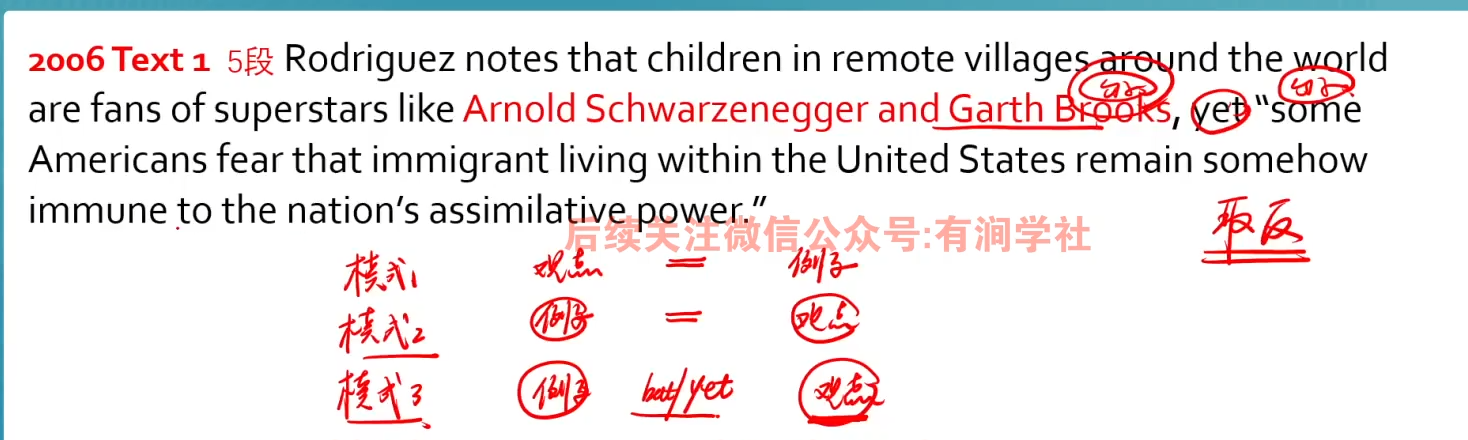 2006 Text 1 5段 Rodriguez notes that children in remote villages around the world
are fans of superstars like Arnold Schwarzenegger and Garth Brooks, yet “some
Americans fear that immigrant living within the United States remain somehow
immune to the nation’s assimilative power.”
后续关注微信公众号:有涧学社
取反
模式1 观点 = 例子
模式2 例子 = 观点
模式3 例子 but/yet 观点